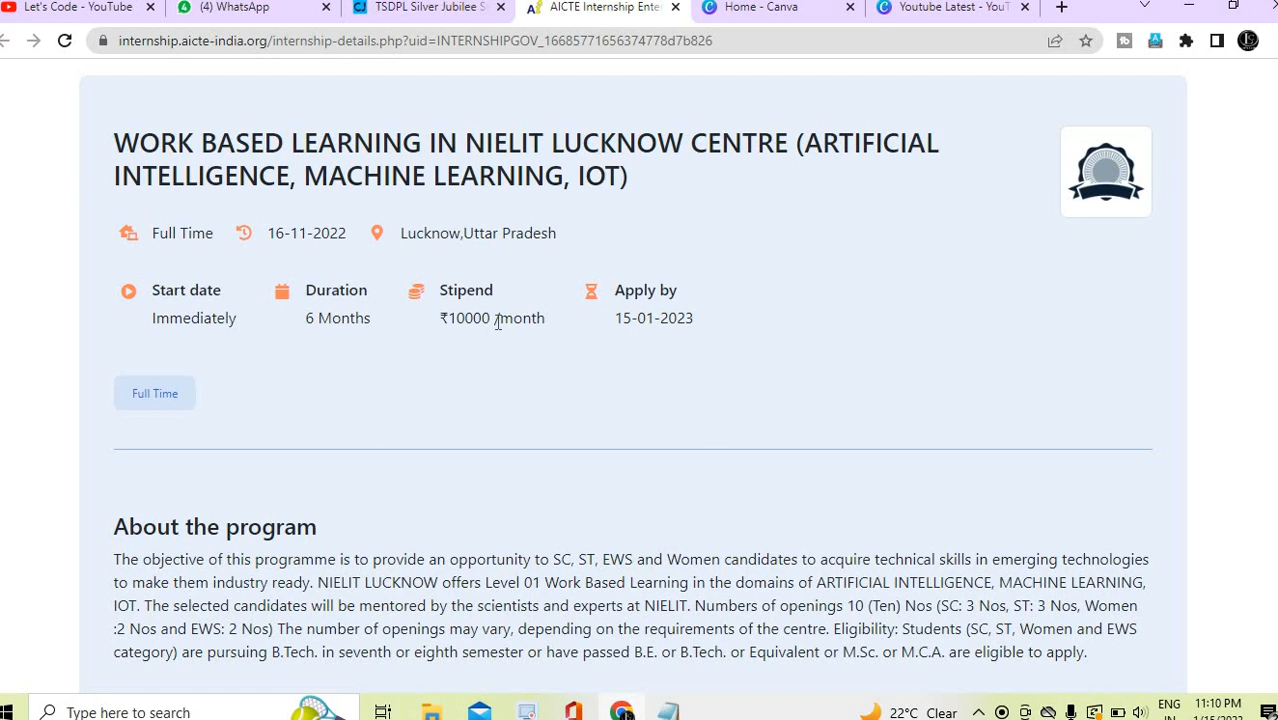 Let's Code - YouTube
(4) WhatsApp
TSDPL Silver Jubilee S
AICTE Internship Ente
Home - Canva
Youtube Latest - YouT
internship.aicte-india.org/internship-details.php?uid=INTERNSHIPGOV_16685771656374778d7b826
WORK BASED LEARNING IN NIELIT LUCKNOW CENTRE (ARTIFICIAL
INTELLIGENCE, MACHINE LEARNING, IOT)
Full Time 16-11-2022 Lucknow,Uttar Pradesh
Start date Duration Stipend Apply by
Immediately 6 Months ₹10000 /month 15-01-2023
Full Time
About the program
The objective of this programme is to provide an opportunity to SC, ST, EWS and Women candidates to acquire technical skills in emerging technologies
to make them industry ready. NIELIT LUCKNOW offers Level 01 Work Based Learning in the domains of ARTIFICIAL INTELLIGENCE, MACHINE LEARNING,
IOT. The selected candidates will be mentored by the scientists and experts at NIELIT. Numbers of openings 10 (Ten) Nos (SC: 3 Nos, ST: 3 Nos, Women
:2 Nos and EWS: 2 Nos) The number of openings may vary, depending on the requirements of the centre. Eligibility: Students (SC, ST, Women and EWS
category) are pursuing B.Tech. in seventh or eighth semester or have passed B.E. or B.Tech. or Equivalent or M.Sc. or M.C.A. are eligible to apply.
Type here to search
22°C Clear
ENG
11:10 PM